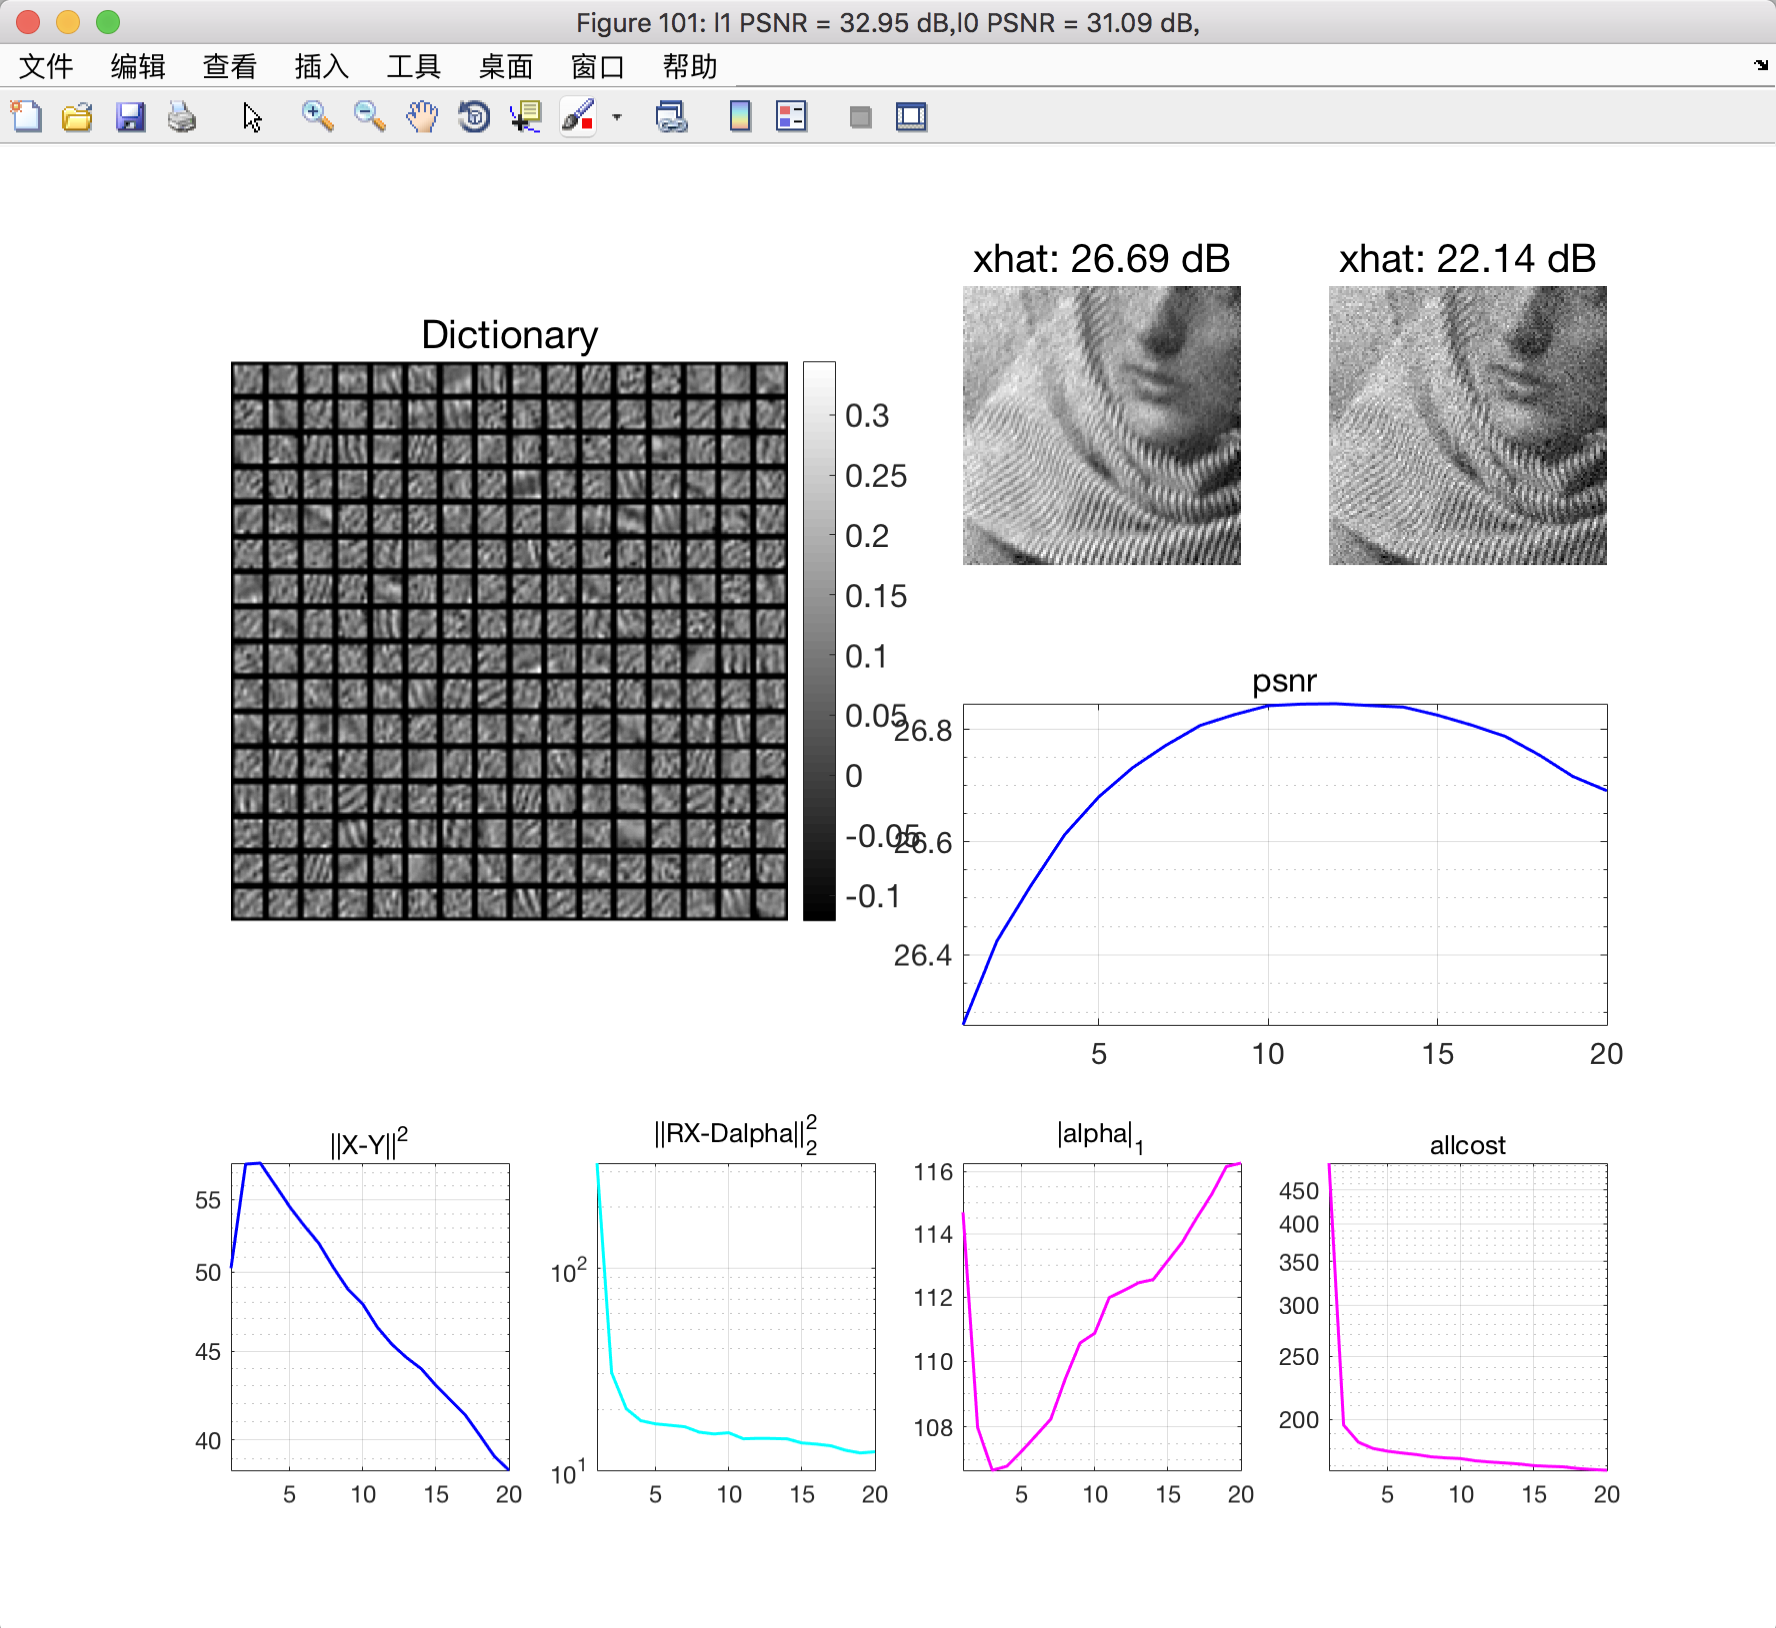 Figure 101: l1 PSNR = 32.95 dB,l0 PSNR = 31.09 dB,
文件 编辑 查看 插入 工具 桌面 窗口 帮助
Dictionary
0.3
0.25
0.2
0.15
0.1
0.05
0
-0.05
-0.1
xhat: 26.69 dB
xhat: 22.14 dB
psnr
26.8
26.6
26.4
5 10 15 20
||X-Y||^2
55
50
45
40
5 10 15 20
||RX-Dalpha||_2^2
10^2
10^1
5 10 15 20
|alpha|_1
116
114
112
110
108
5 10 15 20
allcost
450
400
350
300
250
200
5 10 15 20